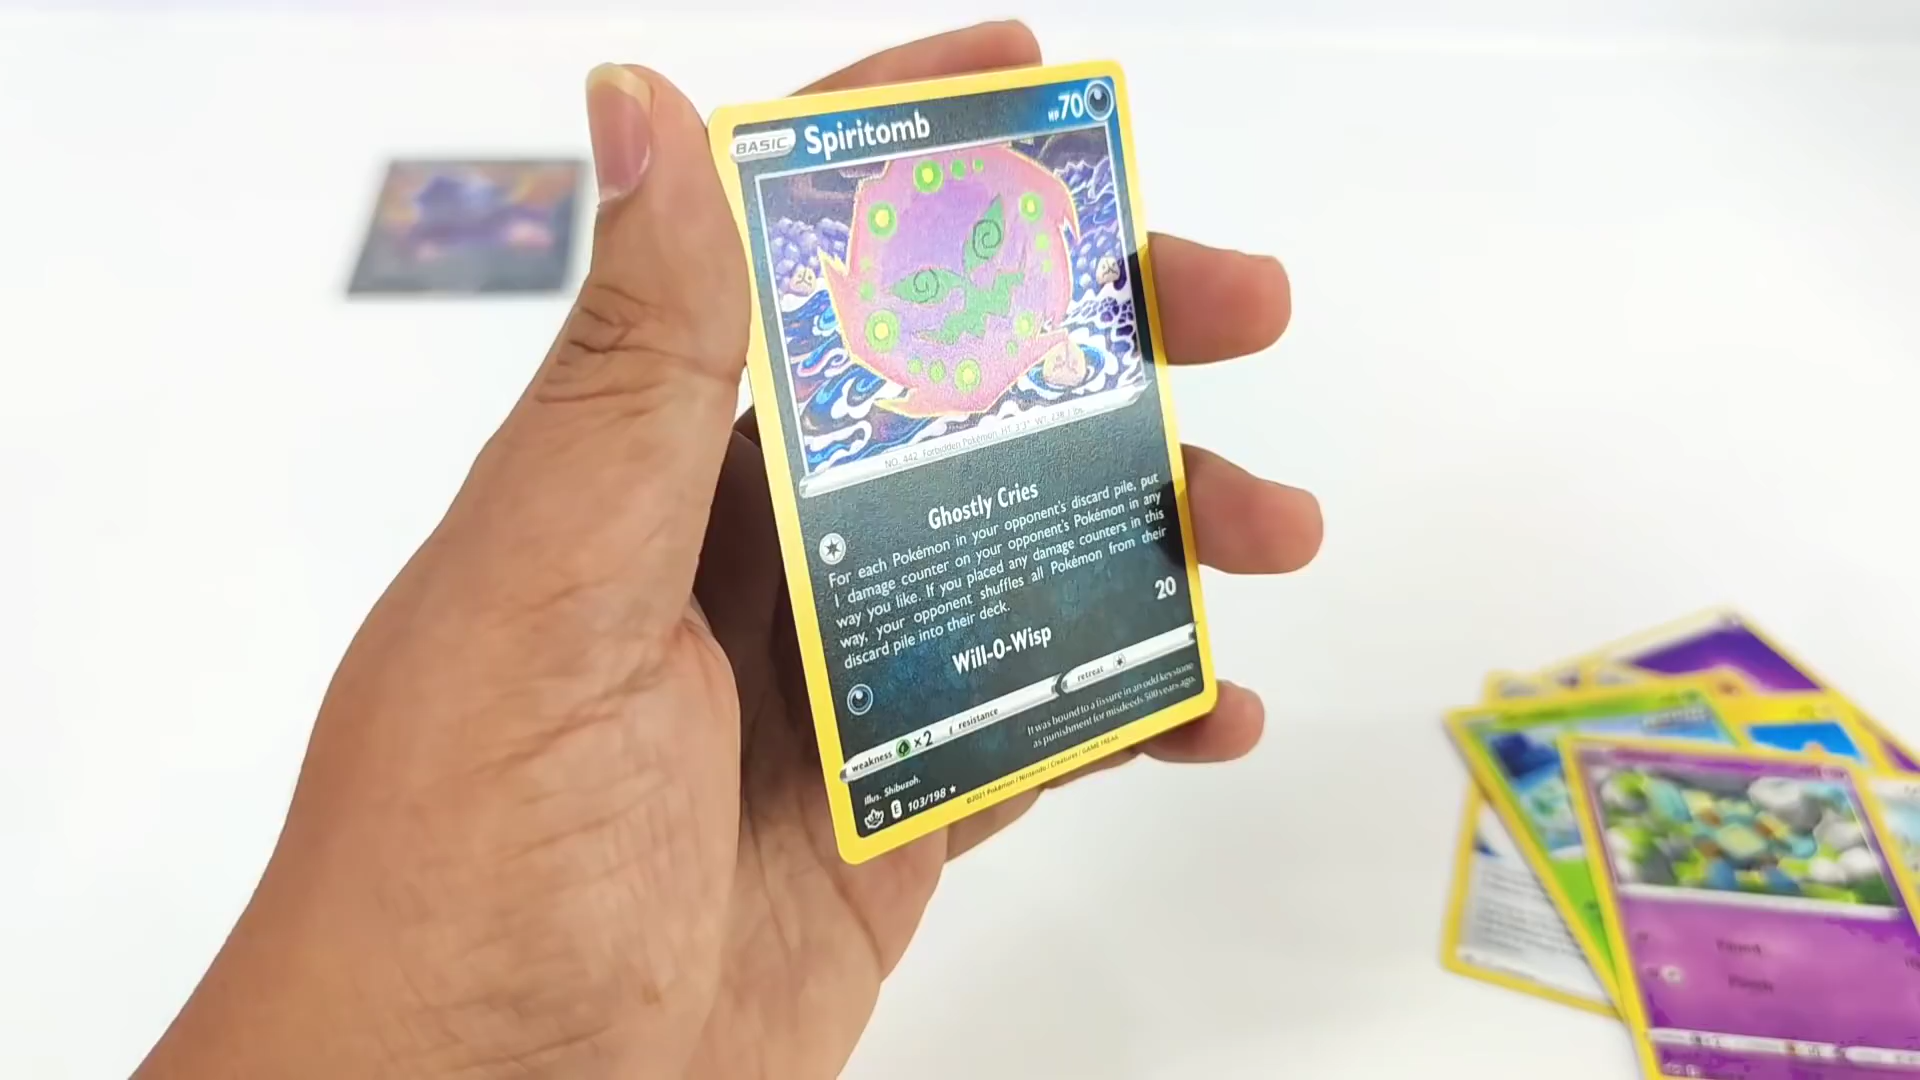 BASIC Spiritomb HP 70
NO. 442 Forbidden Pokémon HT: 3'3" WT: 238.1 lbs.
Ghostly Cries
For each Pokémon in your opponent's discard pile, put
1 damage counter on your opponent's Pokémon in any
way you like. If you placed any damage counters in this
way, your opponent shuffles all Pokémon from their
discard pile into their deck.
Will-O-Wisp 20
weakness ×2 resistance retreat
It was bound to a fissure in an odd keystone
as punishment for misdeeds 500 years ago.
Illus. Shibuzoh.
E 103/198 ★
©2021 Pokémon / Nintendo / Creatures / GAME FREAK